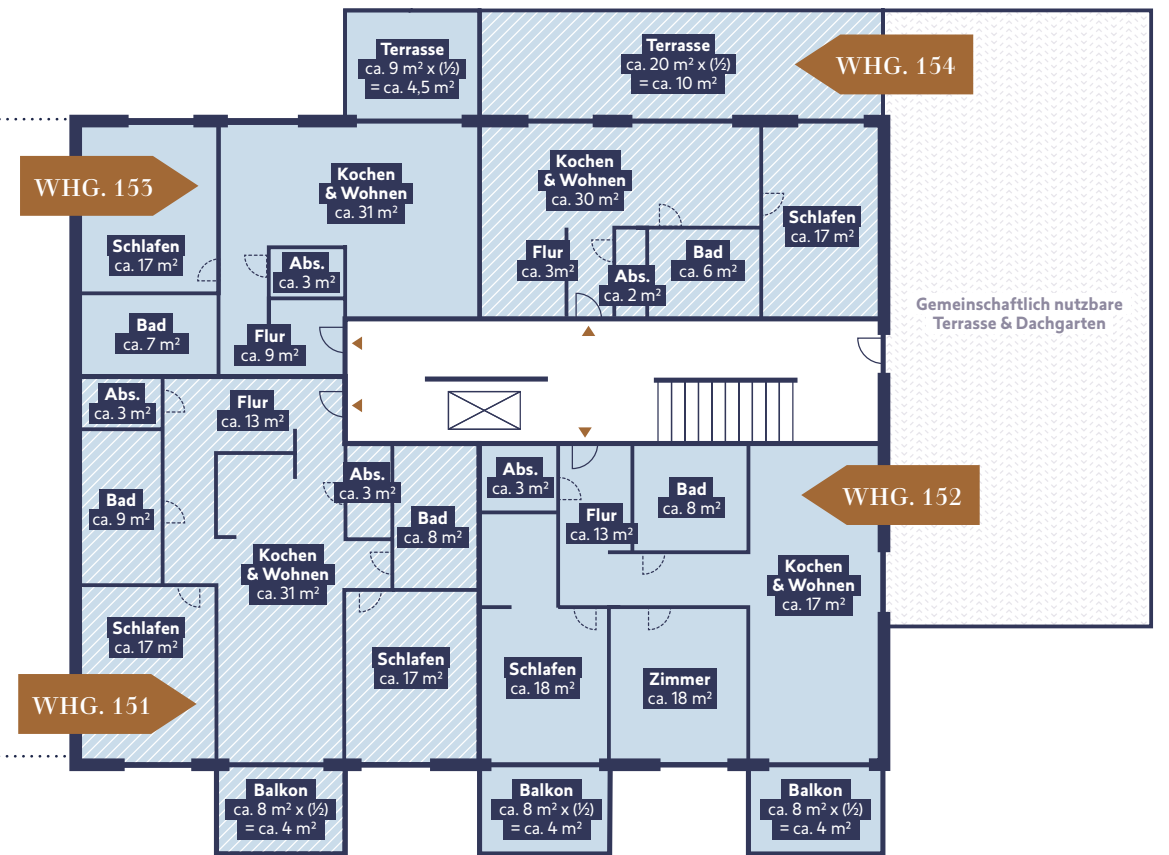 Terrasse
ca. 9 m² x (½)
= ca. 4,5 m²
Terrasse
ca. 20 m² x (½)
= ca. 10 m²
WHG. 154
WHG. 153
Schlafen
ca. 17 m²
Kochen
& Wohnen
ca. 31 m²
Abs.
ca. 3 m²
Bad
ca. 7 m²
Flur
ca. 9 m²
Kochen
& Wohnen
ca. 30 m²
Flur
ca. 3m²
Abs.
ca. 2 m²
Bad
ca. 6 m²
Schlafen
ca. 17 m²
Gemeinschaftlich nutzbare
Terrasse & Dachgarten
Abs.
ca. 3 m²
Flur
ca. 13 m²
Bad
ca. 9 m²
Abs.
ca. 3 m²
Bad
ca. 8 m²
Kochen
& Wohnen
ca. 31 m²
Schlafen
ca. 17 m²
Schlafen
ca. 17 m²
WHG. 151
Balkon
ca. 8 m² x (½)
= ca. 4 m²
Abs.
ca. 3 m²
Flur
ca. 13 m²
Bad
ca. 8 m²
WHG. 152
Kochen
& Wohnen
ca. 17 m²
Schlafen
ca. 18 m²
Zimmer
ca. 18 m²
Balkon
ca. 8 m² x (½)
= ca. 4 m²
Balkon
ca. 8 m² x (½)
= ca. 4 m²